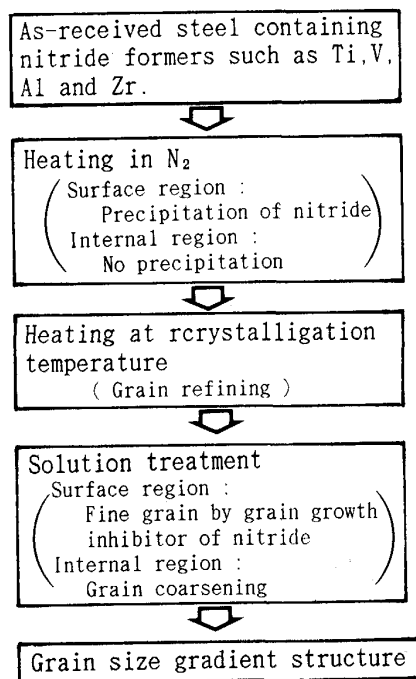 As-received steel containing
nitride formers such as Ti,V,
Al and Zr.
Heating in N₂
Surface region :
Precipitation of nitride
Internal region :
No precipitation
Heating at rcrystalligation
temperature
( Grain refining )
Solution treatment
Surface region :
Fine grain by grain growth
inhibitor of nitride
Internal region :
Grain coarsening
Grain size gradient structure